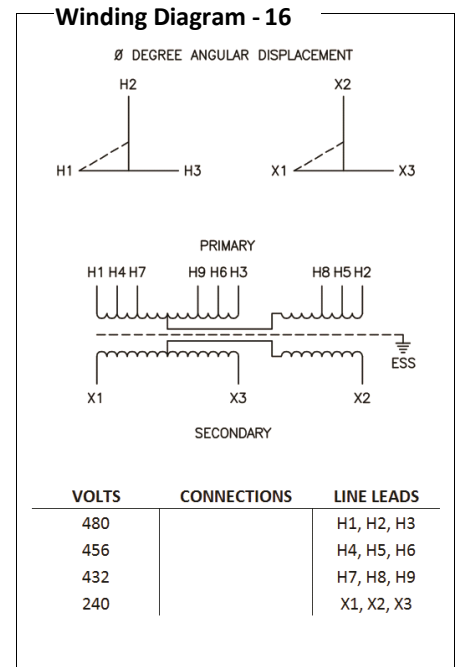 Winding Diagram - 16
Ø DEGREE ANGULAR DISPLACEMENT
H2 X2
H1 H3 X1 X3
PRIMARY
H1 H4 H7 H9 H6 H3 H8 H5 H2
ESS
X1 X3 X2
SECONDARY
VOLTS CONNECTIONS LINE LEADS
480 H1, H2, H3
456 H4, H5, H6
432 H7, H8, H9
240 X1, X2, X3